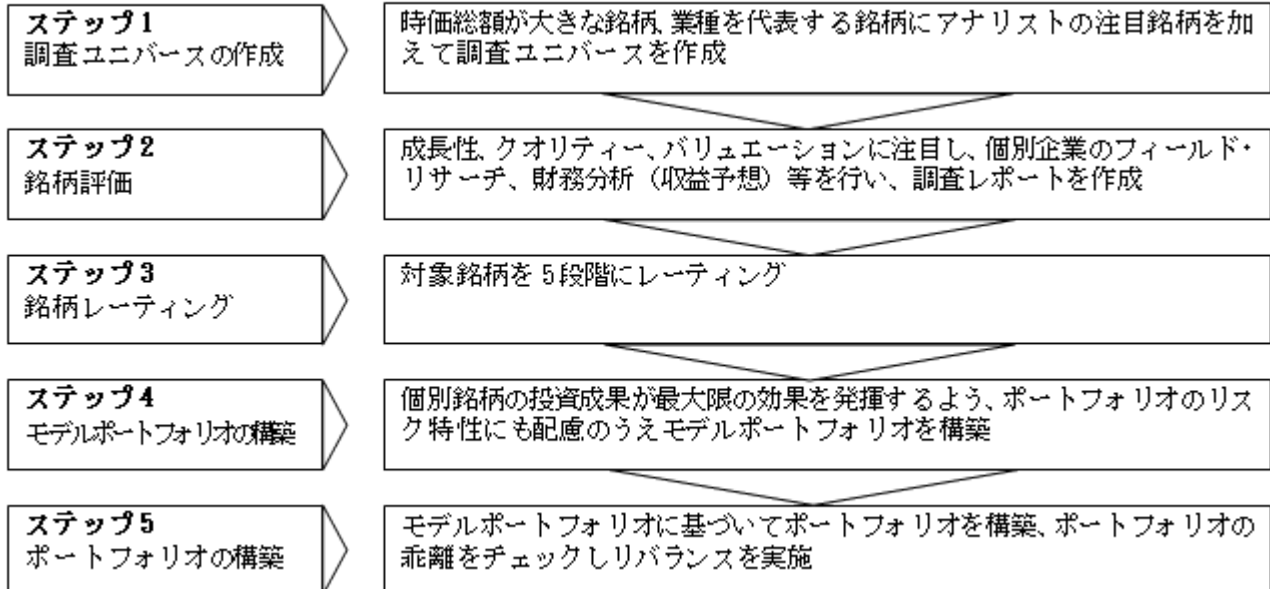 ステップ1
調査ユニバースの作成
時価総額が大きな銘柄、業種を代表する銘柄にアナリストの注目銘柄を加
えて調査ユニバースを作成
ステップ2
銘柄評価
成長性、クオリティー、バリュエーションに注目し、個別企業のフィールド・
リサーチ、財務分析（収益予想）等を行い、調査レポートを作成
ステップ3
銘柄レーティング
対象銘柄を5段階にレーティング
ステップ4
モデルポートフォリオの構築
個別銘柄の投資成果が最大限の効果を発揮するよう、ポートフォリオのリス
ク特性にも配慮のうえモデルポートフォリオを構築
ステップ5
ポートフォリオの構築
モデルポートフォリオに基づいてポートフォリオを構築、ポートフォリオの
乖離をチェックしリバランスを実施